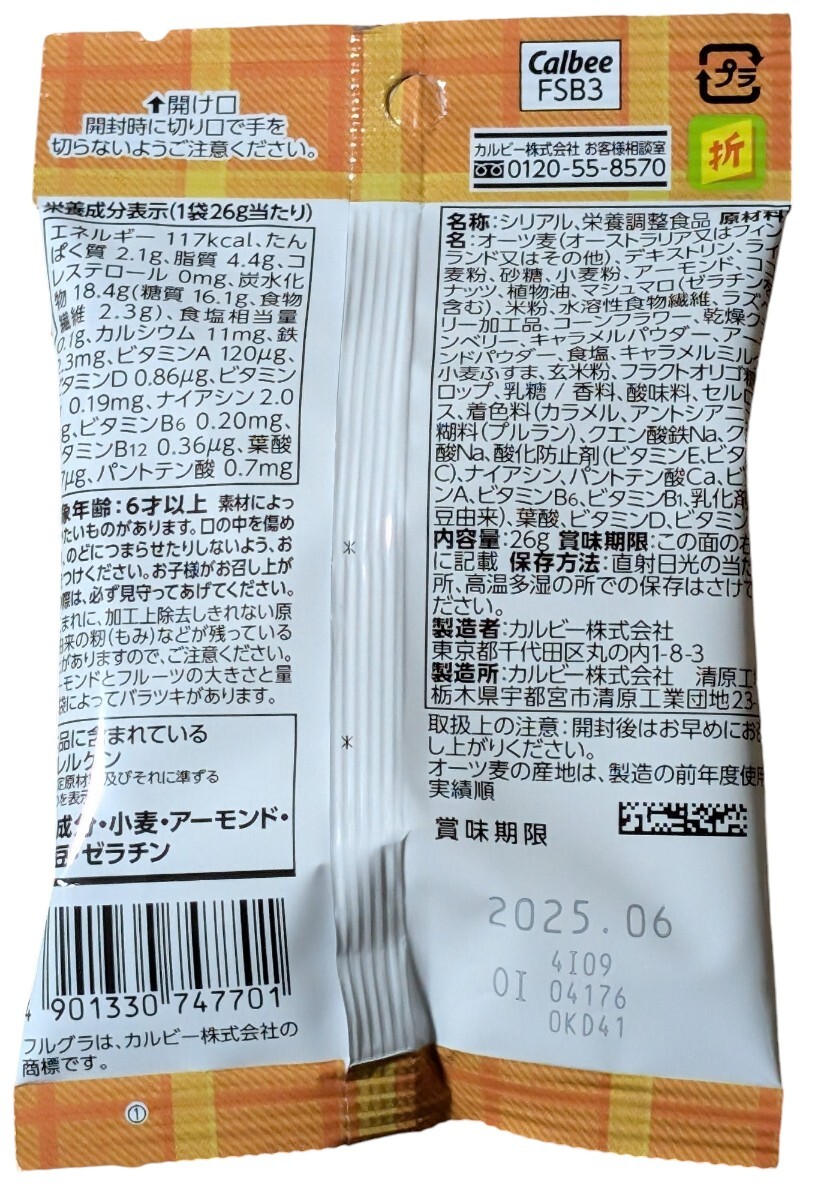 ⬆開け口
開封時に切り口で手を
切らないようご注意ください。
Calbee
FSB3
プラ
カルビー株式会社 お客様相談室
0120-55-8570
折
栄養成分表示(1袋26g当たり)
エネルギー 117kcal、たん
ぱく質 2.1g、脂質 4.4g、コ
レステロール 0mg、炭水化
物 18.4g(糖質 16.1g、食物
繊維 2.3g)、食塩相当量
0.1g、カルシウム 11mg、鉄
2.3mg、ビタミンA 120μg、
ビタミンD 0.86μg、ビタミン
0.19mg、ナイアシン 2.0
g、ビタミンB6 0.20mg、
タミンB12 0.36μg、葉酸
7μg、パントテン酸 0.7mg
象年齢:6才以上 素材によっ
たいものがあります。口の中を傷め
、のどにつまらせたりしないよう、お
つけください。お子様がお召し上が
際は、必ず見守ってあげてください。
まれに、加工上除去しきれない原
由来の籾(もみ)などが残っている
がありますので、ご注意ください。
ーモンドとフルーツの大きさと量
袋によってバラツキがあります。
品に含まれている
レルゲン
定原材料及びそれに準ずる
を表示
成分・小麦・アーモンド・
豆・ゼラチン
4 901330 747701
フルグラは、カルビー株式会社の
商標です。
①
名称:シリアル、栄養調整食品 原材料
名:オーツ麦(オーストラリア又はフィン
ランド又はその他)、デキストリン、ライ
麦粉、砂糖、小麦粉、アーモンド、ココ
ナッツ、植物油、マシュマロ(ゼラチンを
含む)、米粉、水溶性食物繊維、ラズベ
リー加工品、コーンフラワー、乾燥ク
ンベリー、キャラメルパウダー、アー
ンドパウダー、食塩、キャラメルミルク
小麦ふすま、玄米粉、フラクトオリゴ糖
ロップ、乳糖 / 香料、酸味料、セルロ
ス、着色料(カラメル、アントシアニ
糊料(プルラン)、クエン酸鉄Na、ク
酸Na、酸化防止剤(ビタミンE、ビタ
C)、ナイアシン、パントテン酸Ca、ビ
ンA、ビタミンB6、ビタミンB1、乳化剤
豆由来)、葉酸、ビタミンD、ビタミン
内容量:26g 賞味期限:この面の右
に記載 保存方法:直射日光の当た
所、高温多湿の所での保存はさけて
ださい。
製造者:カルビー株式会社
東京都千代田区丸の内1-8-3
製造所:カルビー株式会社 清原工
栃木県宇都宮市清原工業団地23-
取扱上の注意:開封後はお早めにお
し上がりください。
オーツ麦の産地は、製造の前年度使用
実績順
賞味期限
2025.06
4I09
OI 04176
0KD41